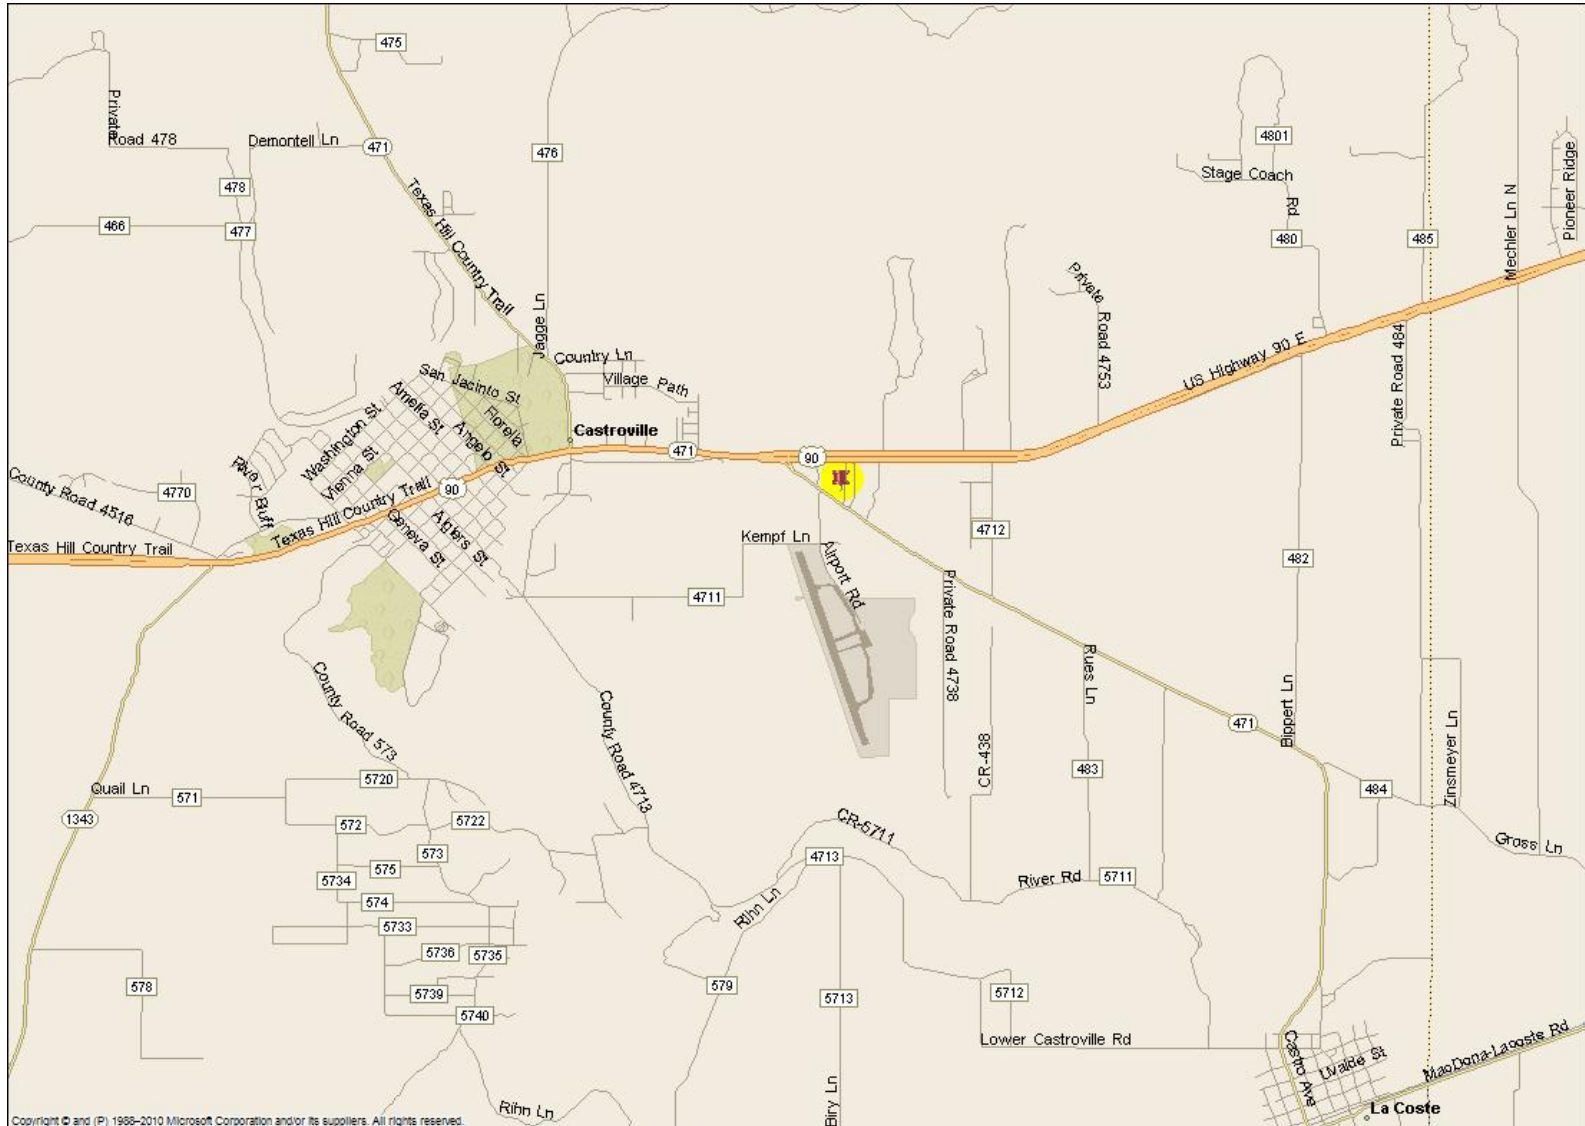 475
Private
Road 478
Demontell Ln
471
476
4801
Stage Coach
Rd
Pioneer Ridge
478
Texas Hill Country Trail
Mechler Ln N
466
477
480
485
Private
Road 4753
Jagge Ln
Country Ln
US Highway 90 E
Private Road 484
San Jacinto St
Village Path
Amelia St
Florela
Washington St
Angelo St
Castroville
471
90
Vienna St
River Bluff
County Road 4516
4770
Texas Hill Country Trail
90
Geneva St
Algiers St
4712
Kempf Ln
Airport Rd
Texas Hill Country Trail
482
4711
Private Road 4738
Rues Ln
County Road 573
County Road 4713
Bippert Ln
471
Zinsmeyer Ln
CR-438
483
Quail Ln
571
5720
484
1343
572
5722
CR-5711
573
4713
Gross Ln
575
5734
River Rd
5711
574
Rihn Ln
5733
5736
5735
578
5739
579
5713
5712
5740
Lower Castroville Rd
Castro Ave
Uvalde St
MacDona-Lacoste Rd
Biry Ln
Rihn Ln
La Coste
Copyright © and (P) 1988–2010 Microsoft Corporation and/or its suppliers. All rights reserved.